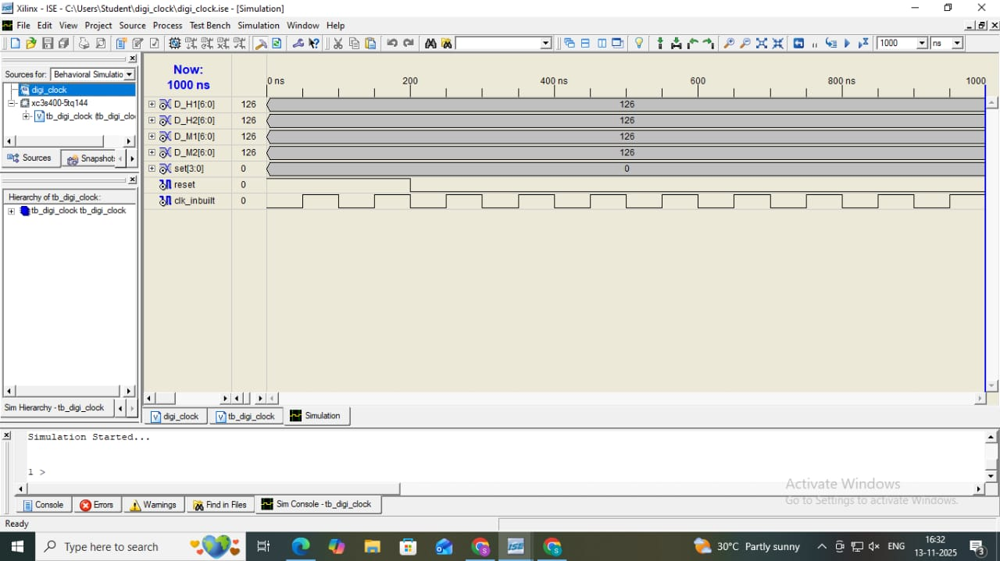 Xilinx - ISE - C:\Users\Student\digi_clock\digi_clock.ise - [Simulation]
File Edit View Project Source Process Test Bench Simulation Window Help
1000 ns
Sources for: Behavioral Simulatio
digi_clock
xc3s400-5tq144
tb_digi_clock (tb_digi_clo
Sources Snapshot
Hierarchy of tb_digi_clock:
tb_digi_clock tb_digi_clock
Sim Hierarchy - tb_digi_clock
Now:
1000 ns
0 ns 200 400 ns 600 800 ns 1000
D_H1[6:0] 126 126
D_H2[6:0] 126 126
D_M1[6:0] 126 126
D_M2[6:0] 126 126
set[3:0] 0 0
reset 0
clk_inbuilt 0
digi_clock tb_digi_clock Simulation
Simulation Started...
1 >
Activate Windows
Go to Settings to activate Windows.
Console Errors Warnings Find in Files Sim Console - tb_digi_clock
Ready
Type here to search
ISE
30°C Partly sunny
ENG
16:32
13-11-2025
3